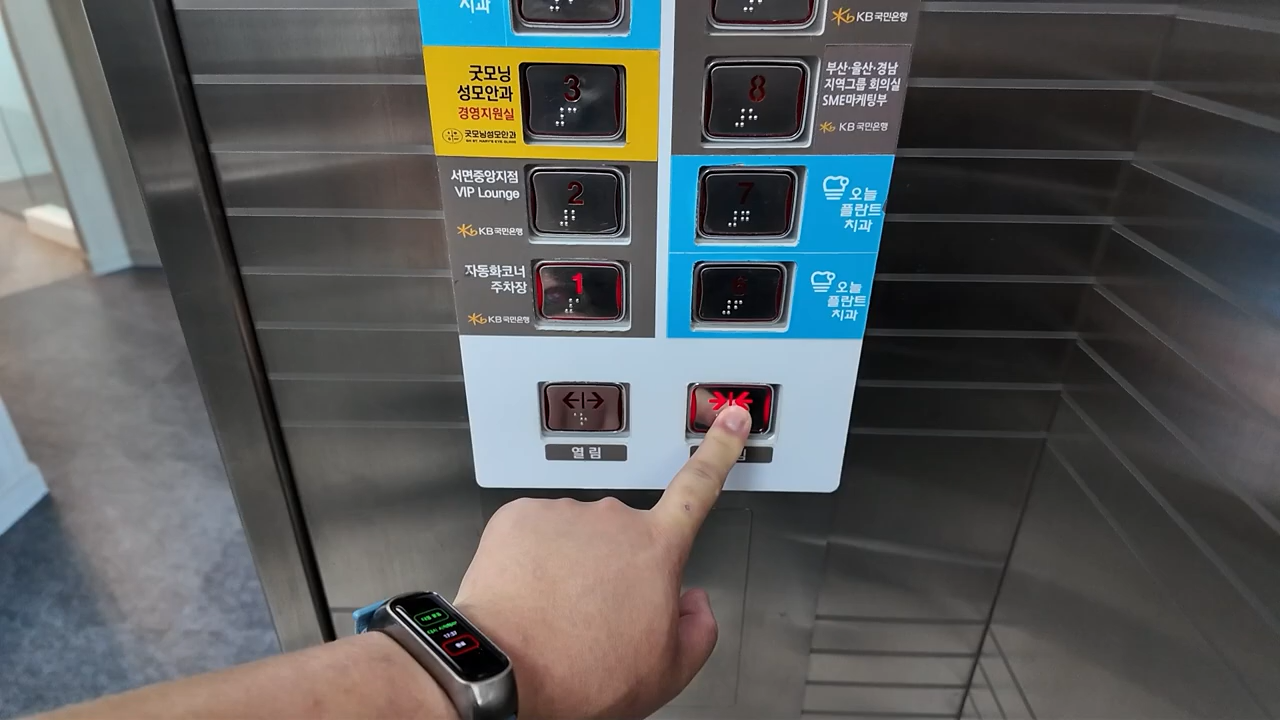 치과
KB국민은행
굿모닝
성모안과
경영지원실
굿모닝성모안과
3
8
부산·울산·경남
지역그룹 회의실
SME마케팅부
KB국민은행
서면중앙지점
VIP Lounge
KB국민은행
2
7
오늘
플란트
치과
자동화코너
주차장
KB국민은행
1
6
오늘
플란트
치과
열림
17:37